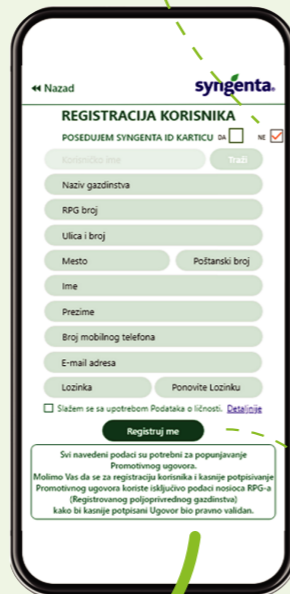 ◄◄ Nazad
syngenta.
REGISTRACIJA KORISNIKA
POSEDUJEM SYNGENTA ID KARTICU DA NE
Korisničko ime Traži
Naziv gazdinstva
RPG broj
Ulica i broj
Mesto Poštanski broj
Ime
Prezime
Broj mobilnog telefona
E-mail adresa
Lozinka Ponovite Lozinku
Slažem se sa upotrebom Podataka o ličnosti. Detaljnije
Registruj me
Svi navedeni podaci su potrebni za popunjavanje
Promotivnog ugovora.
Molimo Vas da se za registraciju korisnika i kasnije potpisivanje
Promotivnog ugovora koriste isključivo podaci nosioca RPG-a
(Registrovanog poljoprivrednog gazdinstva)
kako bi kasnije potpisani Ugovor bio pravno validan.